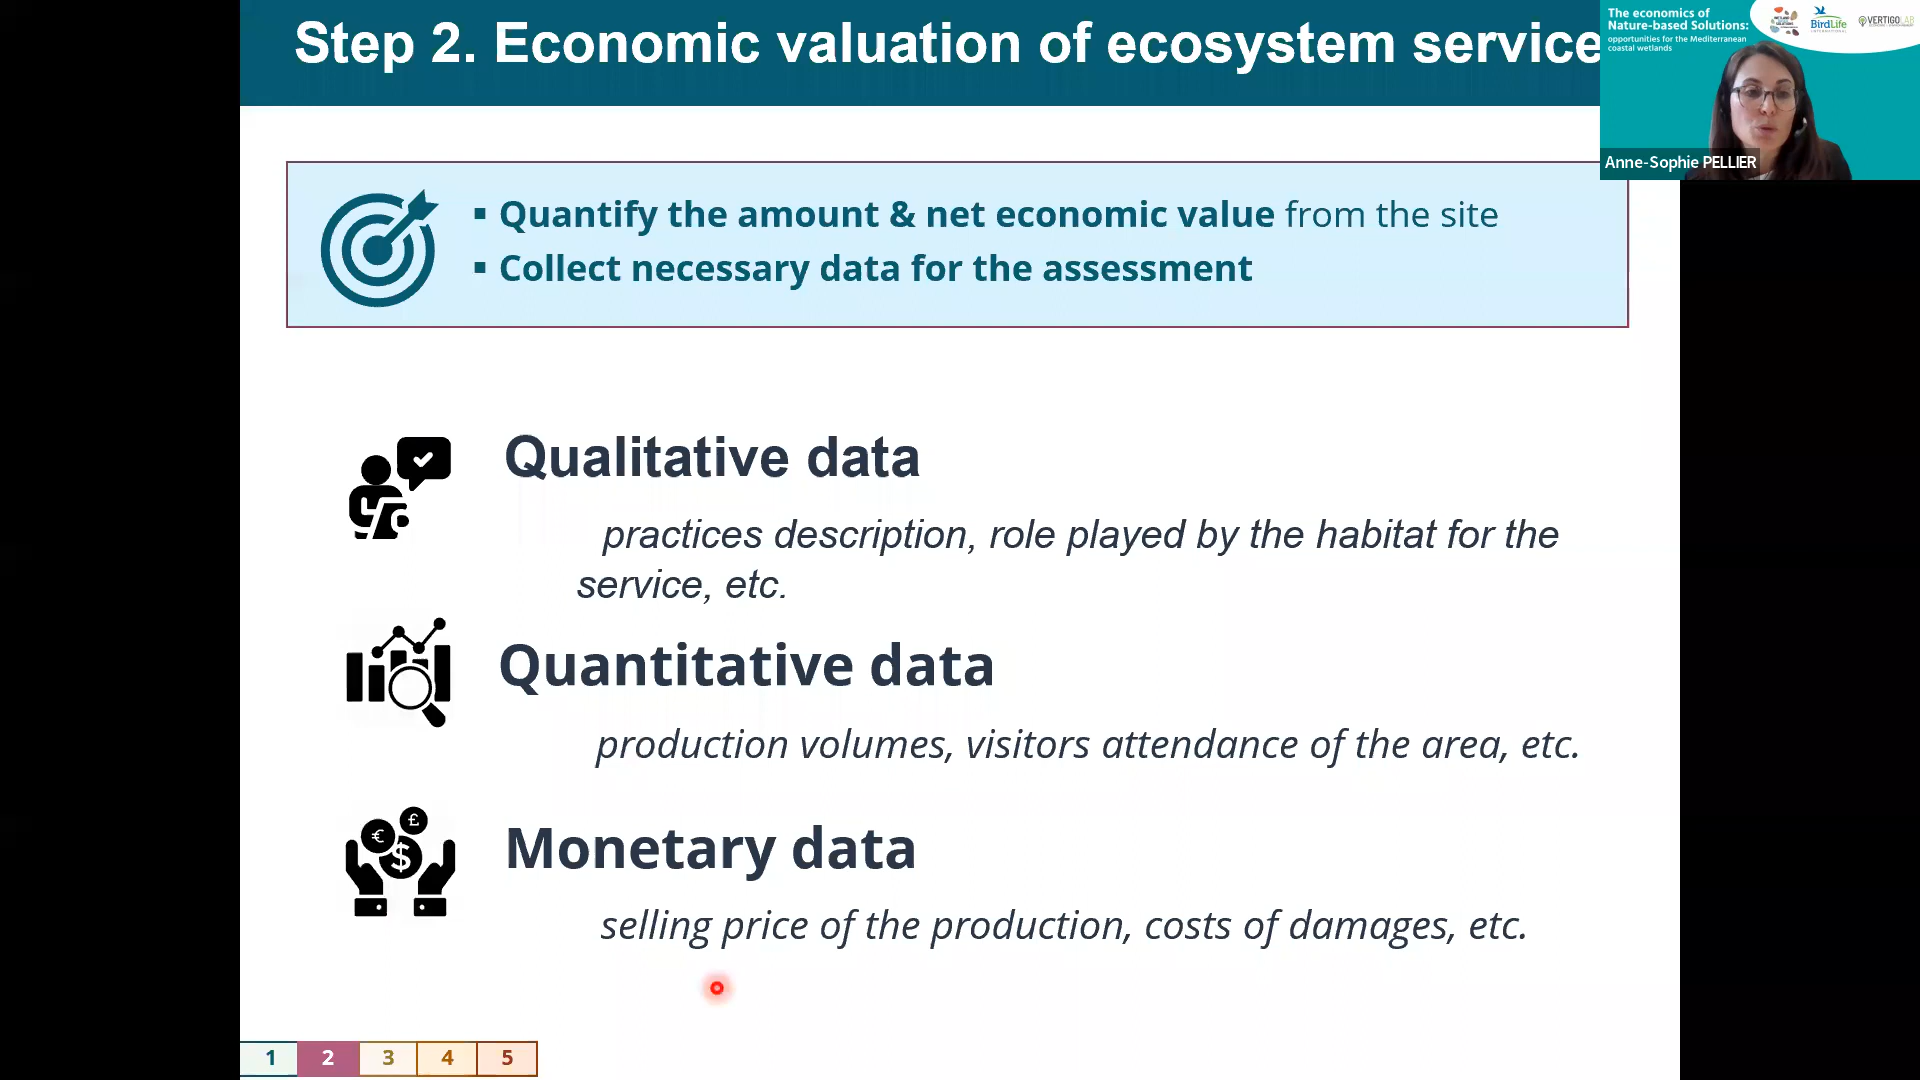 Step 2. Economic valuation of ecosystem service
The economics of
Nature-based Solutions:
opportunities for the Mediterranean
coastal wetlands
BirdLife
INTERNATIONAL
VERTIGOLAB
Anne-Sophie PELLIER
▪ Quantify the amount & net economic value from the site
▪ Collect necessary data for the assessment
Qualitative data
practices description, role played by the habitat for the
service, etc.
Quantitative data
production volumes, visitors attendance of the area, etc.
€ £ $
Monetary data
selling price of the production, costs of damages, etc.
1 2 3 4 5